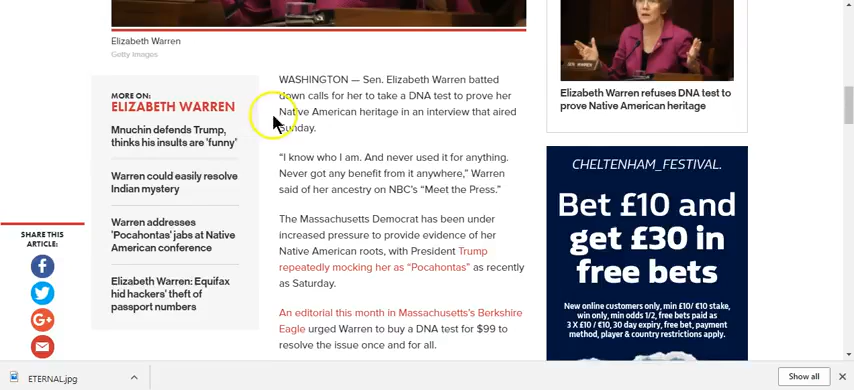 Elizabeth Warren
Getty Images
MORE ON:
ELIZABETH WARREN
Mnuchin defends Trump,
thinks his insults are 'funny'
Warren could easily resolve
Indian mystery
Warren addresses
'Pocahontas' jabs at Native
American conference
Elizabeth Warren: Equifax
hid hackers' theft of
passport numbers
SHARE THIS
ARTICLE:
WASHINGTON — Sen. Elizabeth Warren batted
down calls for her to take a DNA test to prove her
Native American heritage in an interview that aired
Sunday.
“I know who I am. And never used it for anything.
Never got any benefit from it anywhere,” Warren
said of her ancestry on NBC’s “Meet the Press.”
The Massachusetts Democrat has been under
increased pressure to provide evidence of her
Native American roots, with President Trump
repeatedly mocking her as “Pocahontas” as recently
as Saturday.
An editorial this month in Massachusetts’s Berkshire
Eagle urged Warren to buy a DNA test for $99 to
resolve the issue once and for all.
Elizabeth Warren refuses DNA test to
prove Native American heritage
CHELTENHAM_FESTIVAL.
Bet £10 and
get £30 in
free bets
New online customers only, min £10/ €10 stake,
win only, min odds 1/2, free bets paid as
3 X £10 / €10, 30 day expiry, free bet, payment
method, player & country restrictions apply.
ETERNAL.jpg
Show all